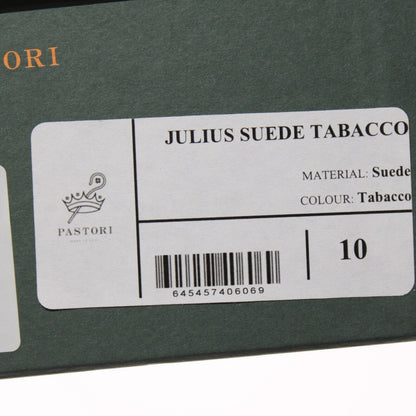 ORI
JULIUS SUEDE TABACCO
MATERIAL: Suede
COLOUR: Tabacco
PASTORI
645457406069
10